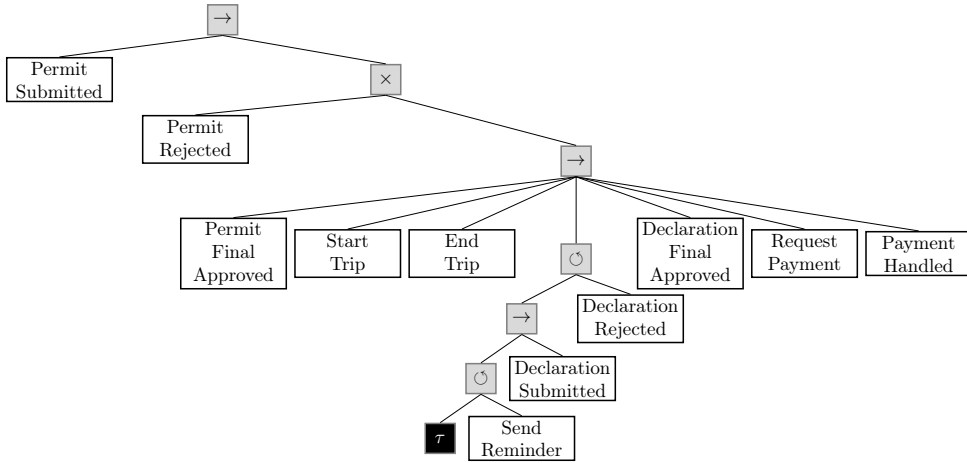 →
Permit
Submitted
×
Permit
Rejected
→
Permit
Final
Approved
Start
Trip
End
Trip
↺
Declaration
Final
Approved
Request
Payment
Payment
Handled
→
Declaration
Rejected
↺
Declaration
Submitted
τ
Send
Reminder